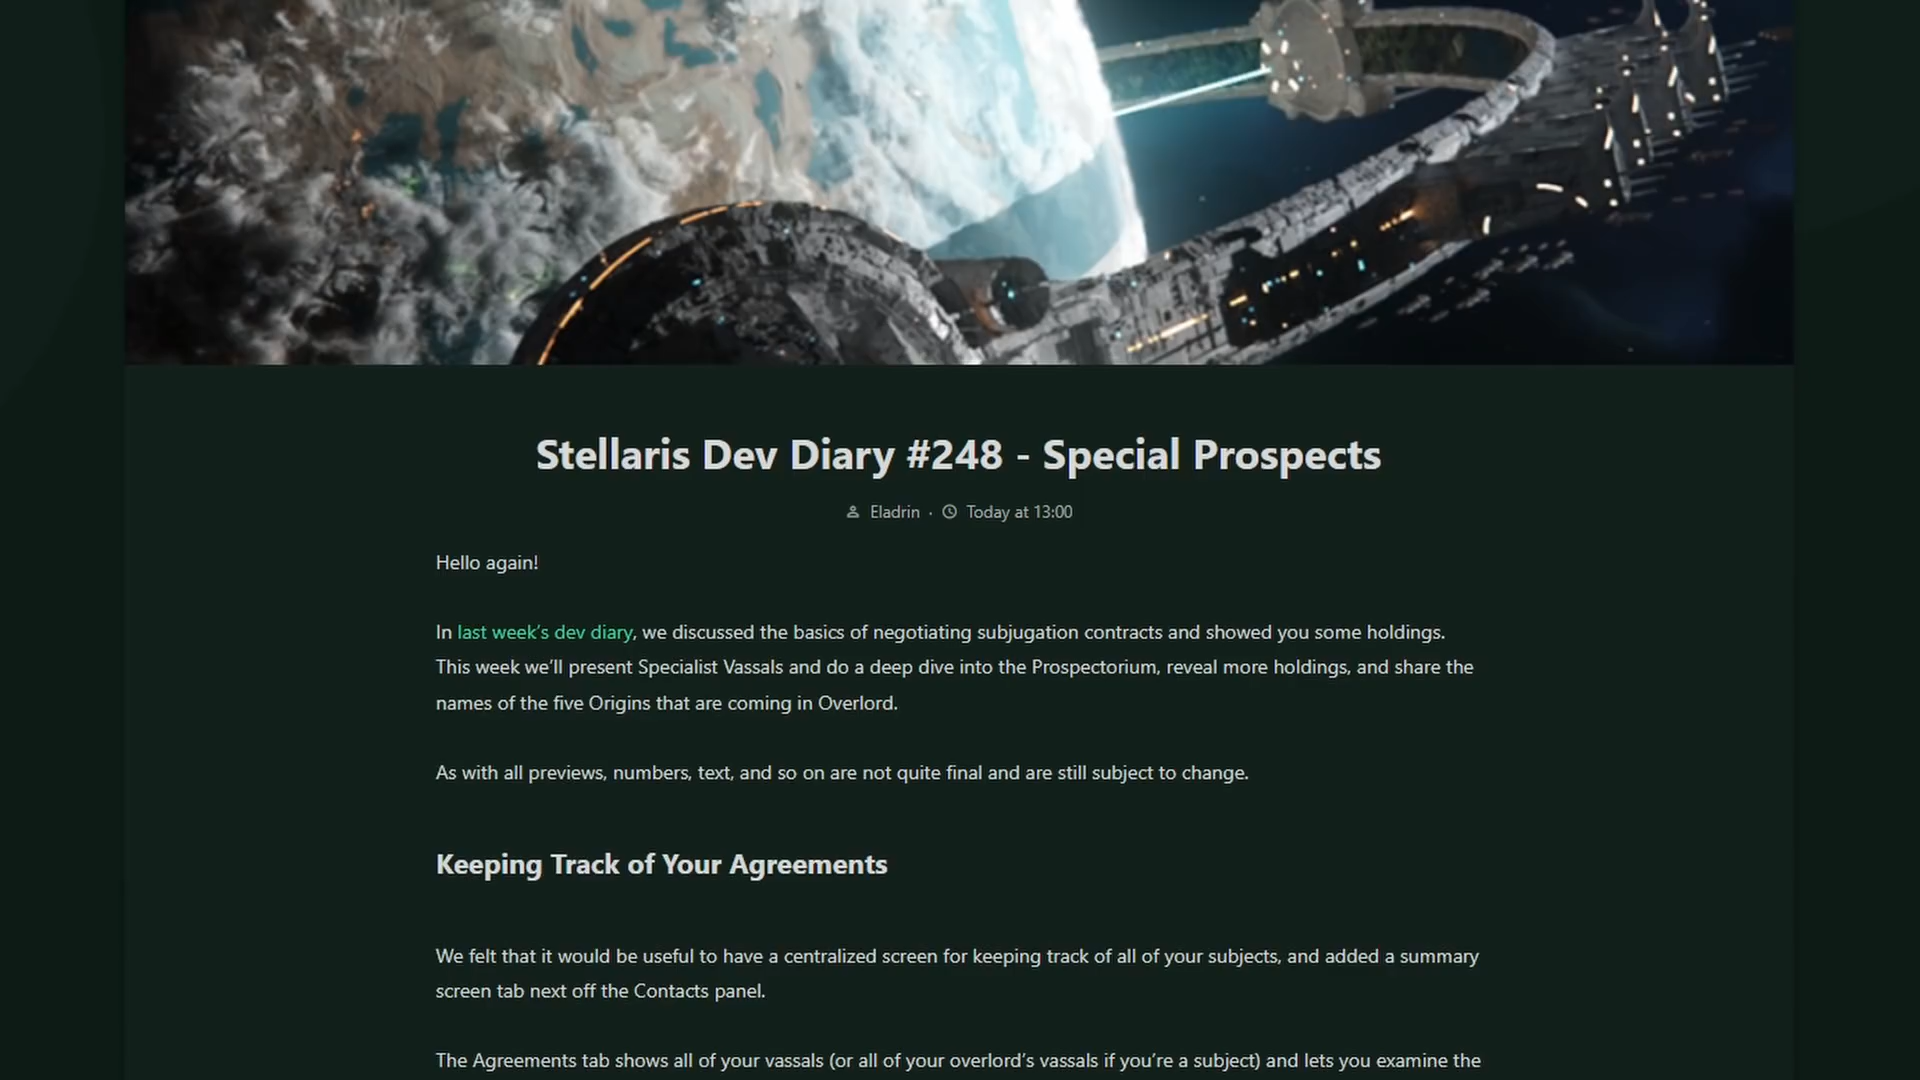 Stellaris Dev Diary #248 - Special Prospects
Eladrin · Today at 13:00
Hello again!
In last week’s dev diary, we discussed the basics of negotiating subjugation contracts and showed you some holdings.
This week we’ll present Specialist Vassals and do a deep dive into the Prospectorium, reveal more holdings, and share the
names of the five Origins that are coming in Overlord.
As with all previews, numbers, text, and so on are not quite final and are still subject to change.
Keeping Track of Your Agreements
We felt that it would be useful to have a centralized screen for keeping track of all of your subjects, and added a summary
screen tab next off the Contacts panel.
The Agreements tab shows all of your vassals (or all of your overlord’s vassals if you’re a subject) and lets you examine the